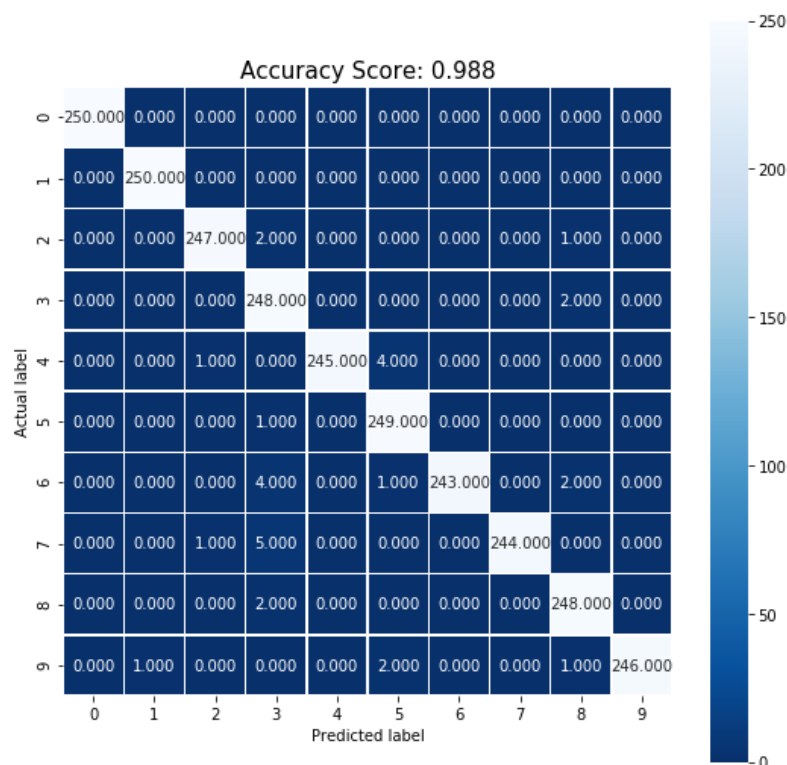 Accuracy Score: 0.988
0 250.000 0.000 0.000 0.000 0.000 0.000 0.000 0.000 0.000 0.000
1 0.000 250.000 0.000 0.000 0.000 0.000 0.000 0.000 0.000 0.000
2 0.000 0.000 247.000 2.000 0.000 0.000 0.000 0.000 1.000 0.000
3 0.000 0.000 0.000 248.000 0.000 0.000 0.000 0.000 2.000 0.000
4 0.000 0.000 1.000 0.000 245.000 4.000 0.000 0.000 0.000 0.000
5 0.000 0.000 0.000 1.000 0.000 249.000 0.000 0.000 0.000 0.000
6 0.000 0.000 0.000 4.000 0.000 1.000 243.000 0.000 2.000 0.000
7 0.000 0.000 1.000 5.000 0.000 0.000 0.000 244.000 0.000 0.000
8 0.000 0.000 0.000 2.000 0.000 0.000 0.000 0.000 248.000 0.000
9 0.000 1.000 0.000 0.000 0.000 2.000 0.000 0.000 1.000 246.000
0 1 2 3 4 5 6 7 8 9
Predicted label
Actual label
250
200
150
100
50
0